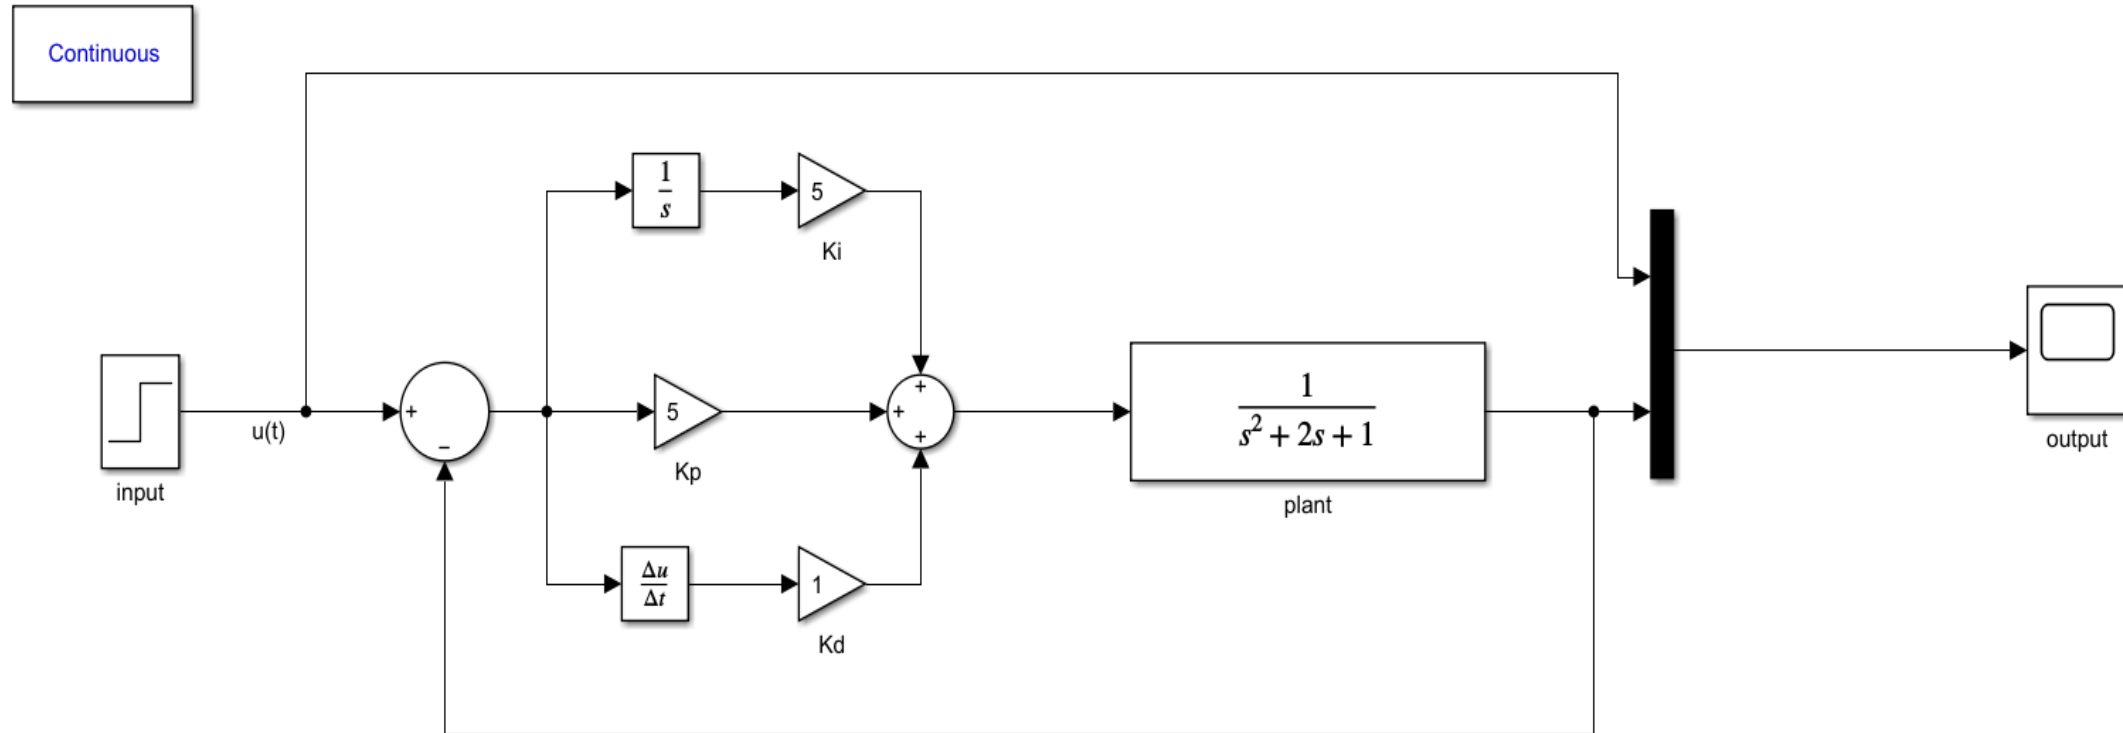 Continuous
1
s
5
Ki
u(t)
input
+
−
5
Kp
+
+
+
1
s² + 2s + 1
plant
output
Δu
Δt
1
Kd